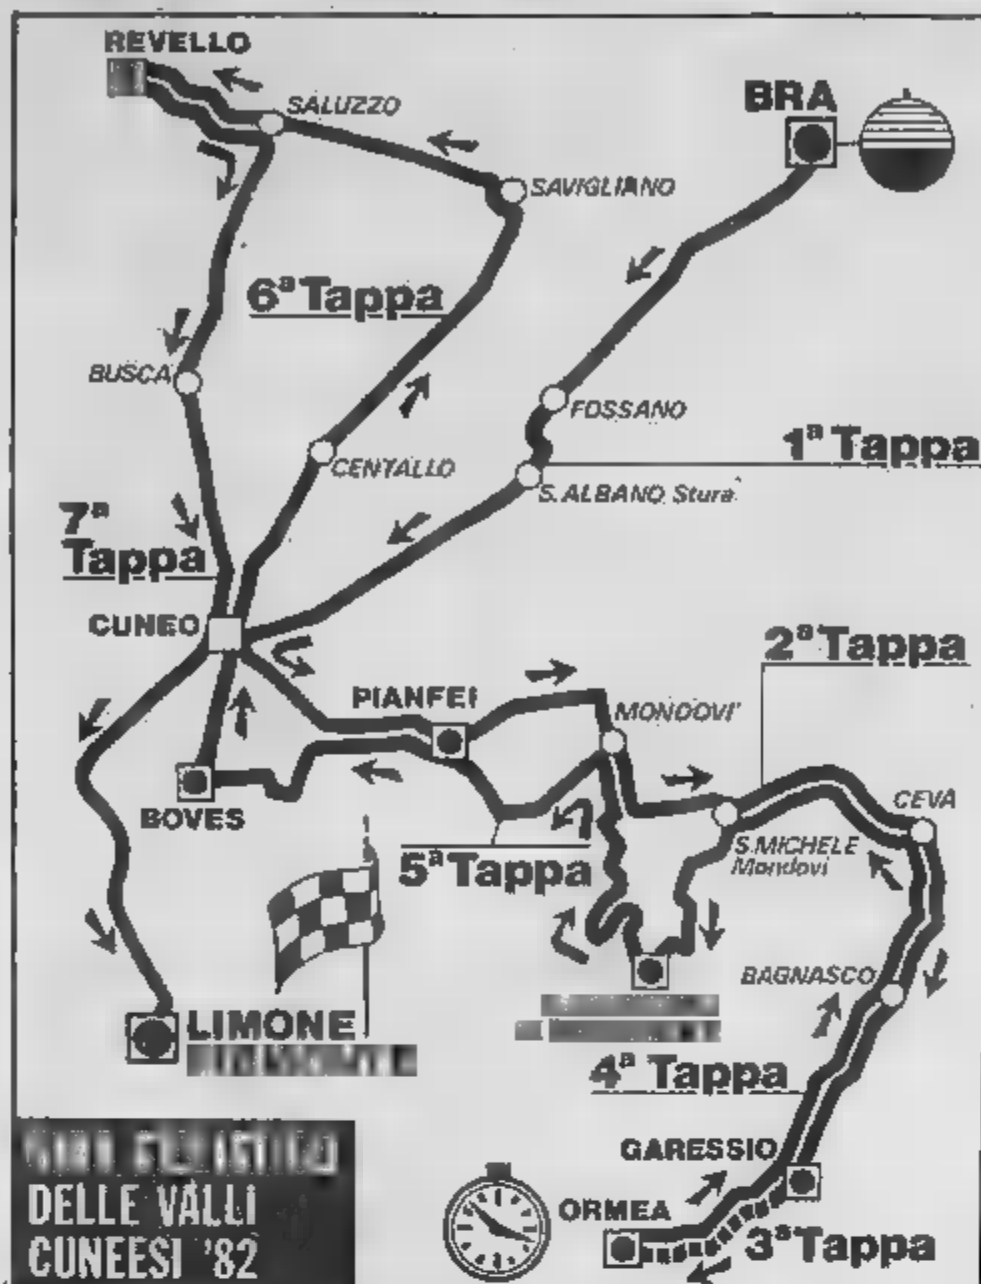 REVELLO
SALUZZO
BRA
SAVIGLIANO
6ª Tappa
BUSCA
FOSSANO
1ª Tappa
CENTALLO
S. ALBANO Stura
7ª
Tappa
CUNEO
2ª Tappa
PIANFEI
MONDOVI'
CEVA
BOVES
S. MICHELE
Mondovi
5ª Tappa
BAGNASCO
LIMONE
4ª Tappa
GARESSIO
ORMEA
3ª Tappa
DELLE VALLI
CUNEESI '82